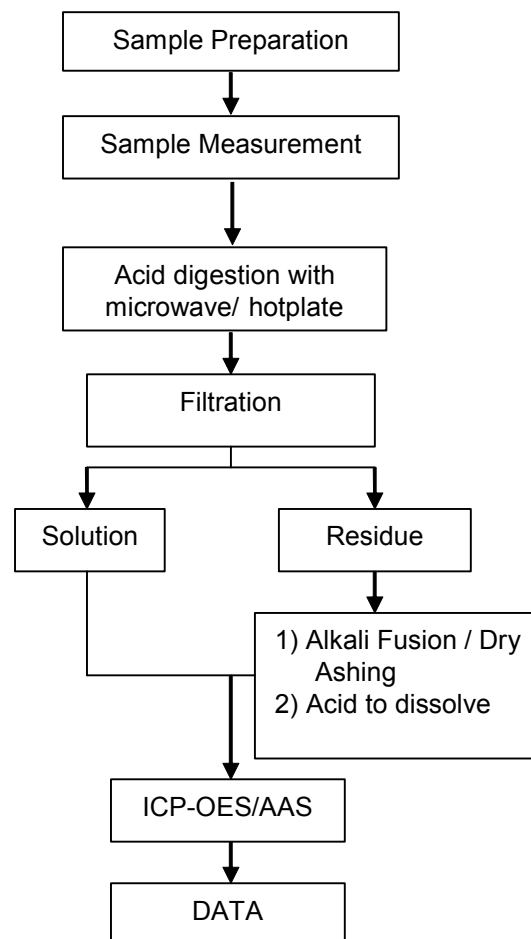 Sample Preparation
Sample Measurement
Acid digestion with
microwave/ hotplate
Filtration
Solution
Residue
1) Alkali Fusion / Dry
Ashing
2) Acid to dissolve
ICP-OES/AAS
DATA